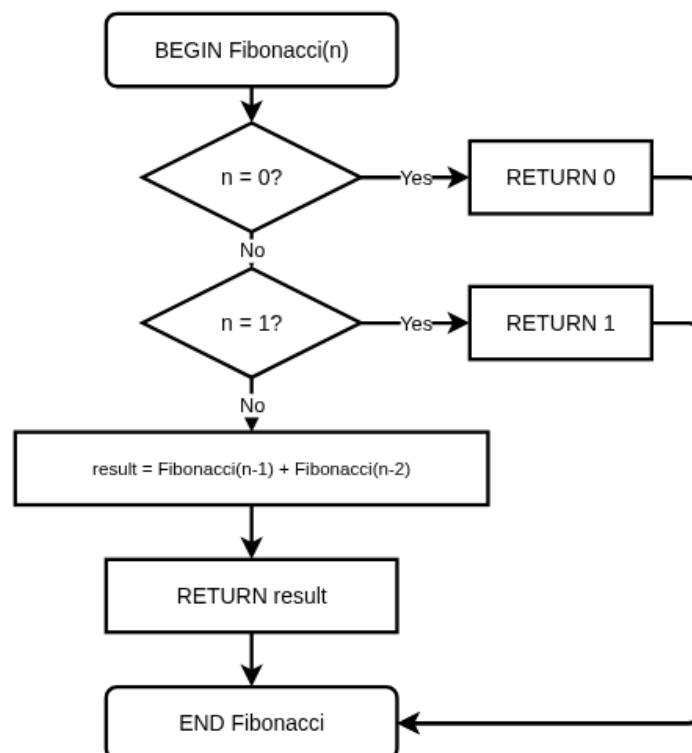 BEGIN Fibonacci(n)
n = 0?
Yes
RETURN 0
No
n = 1?
Yes
RETURN 1
No
result = Fibonacci(n-1) + Fibonacci(n-2)
RETURN result
END Fibonacci